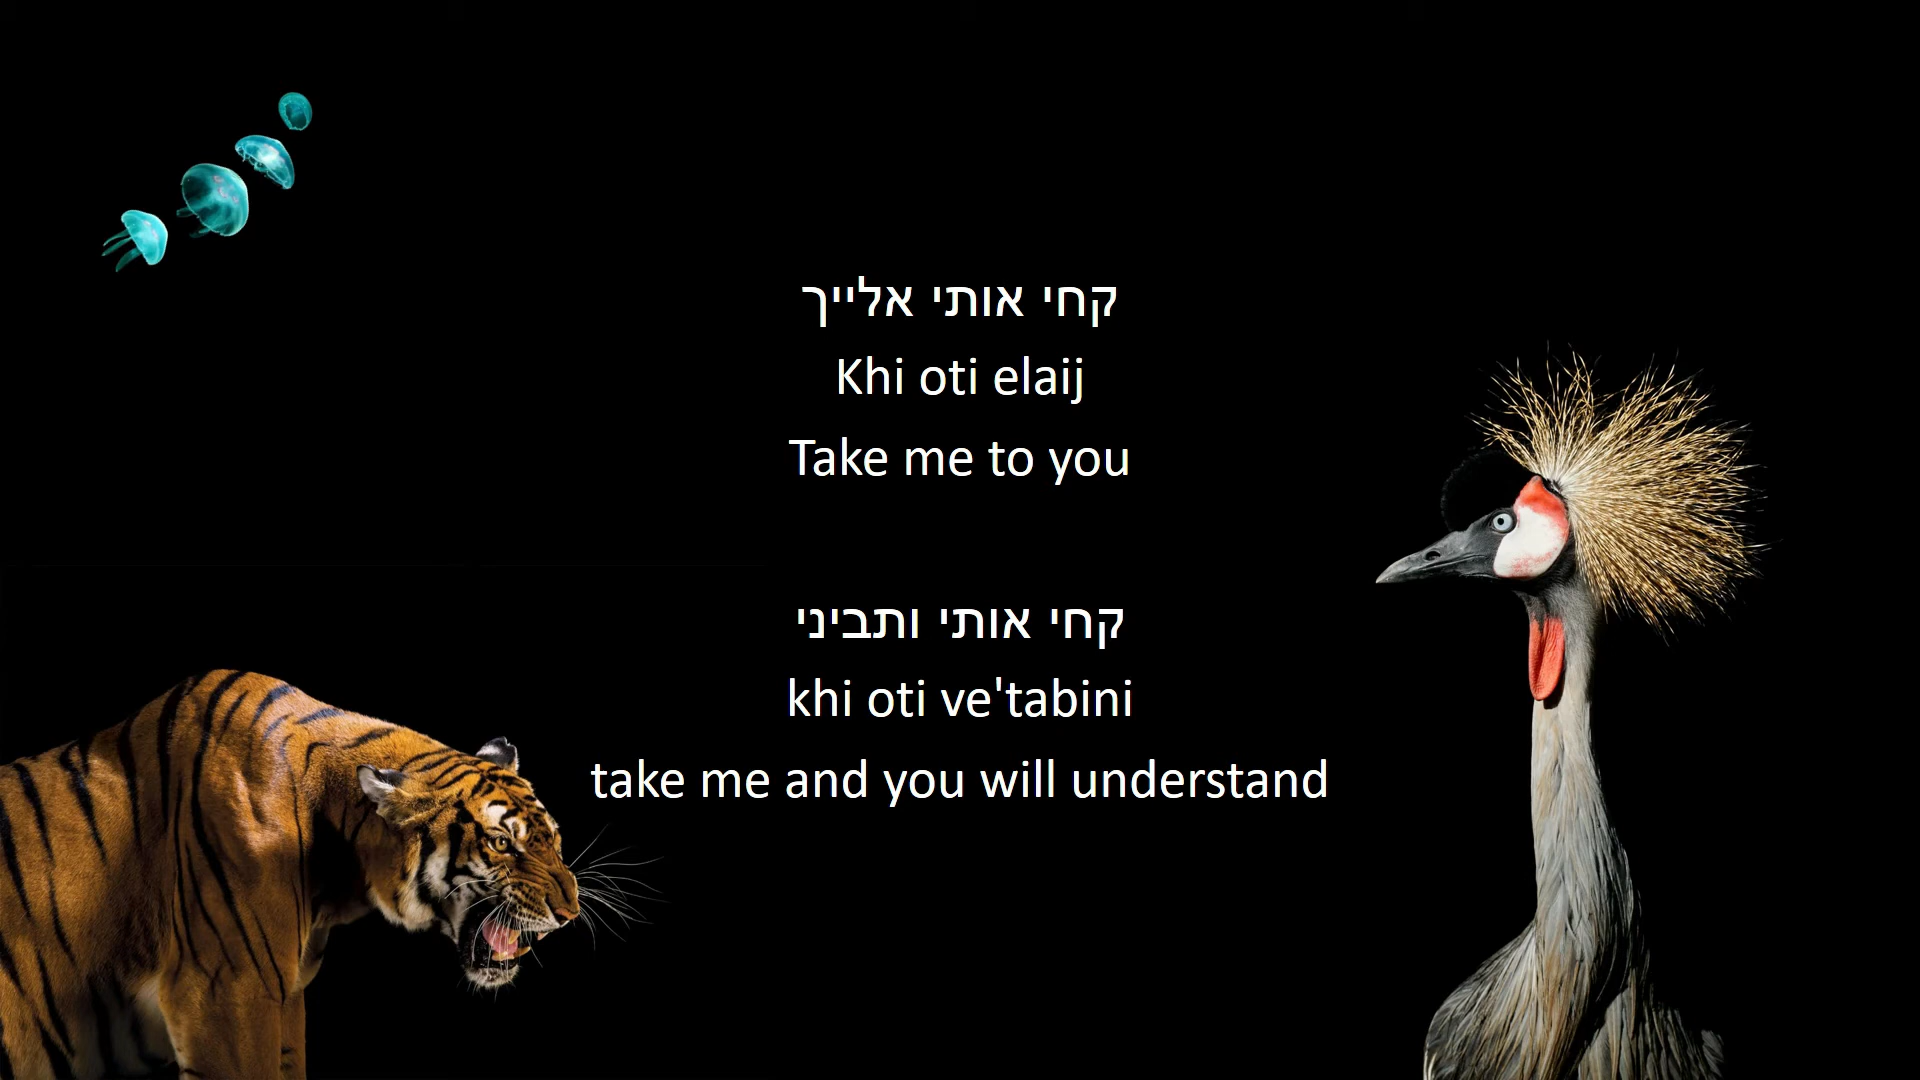 קחי אותי אלייך
Khi oti elaij
Take me to you
קחי אותי ותביני
khi oti ve'tabini
take me and you will understand